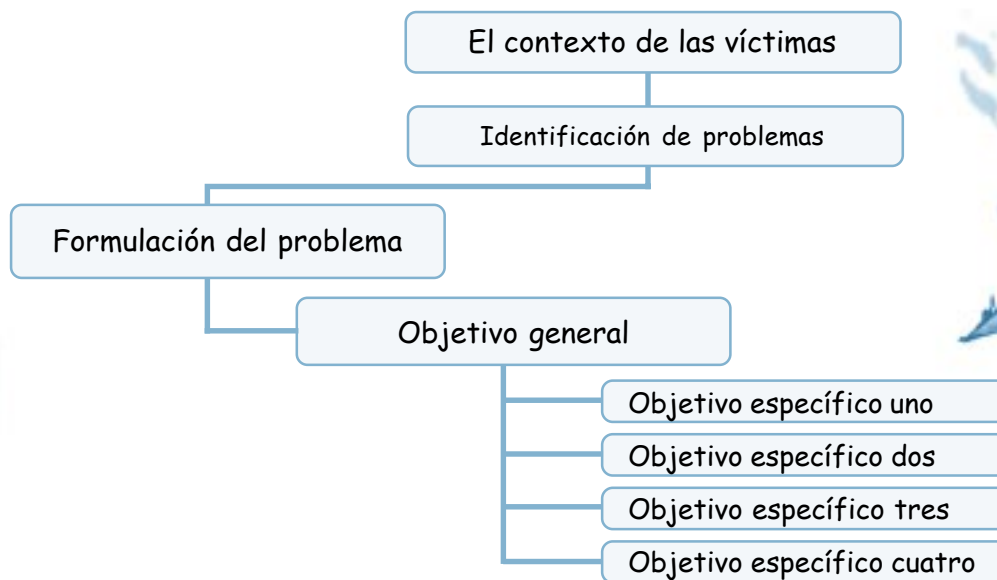 El contexto de las víctimas
Identificación de problemas
Formulación del problema
Objetivo general
Objetivo específico uno
Objetivo específico dos
Objetivo específico tres
Objetivo específico cuatro